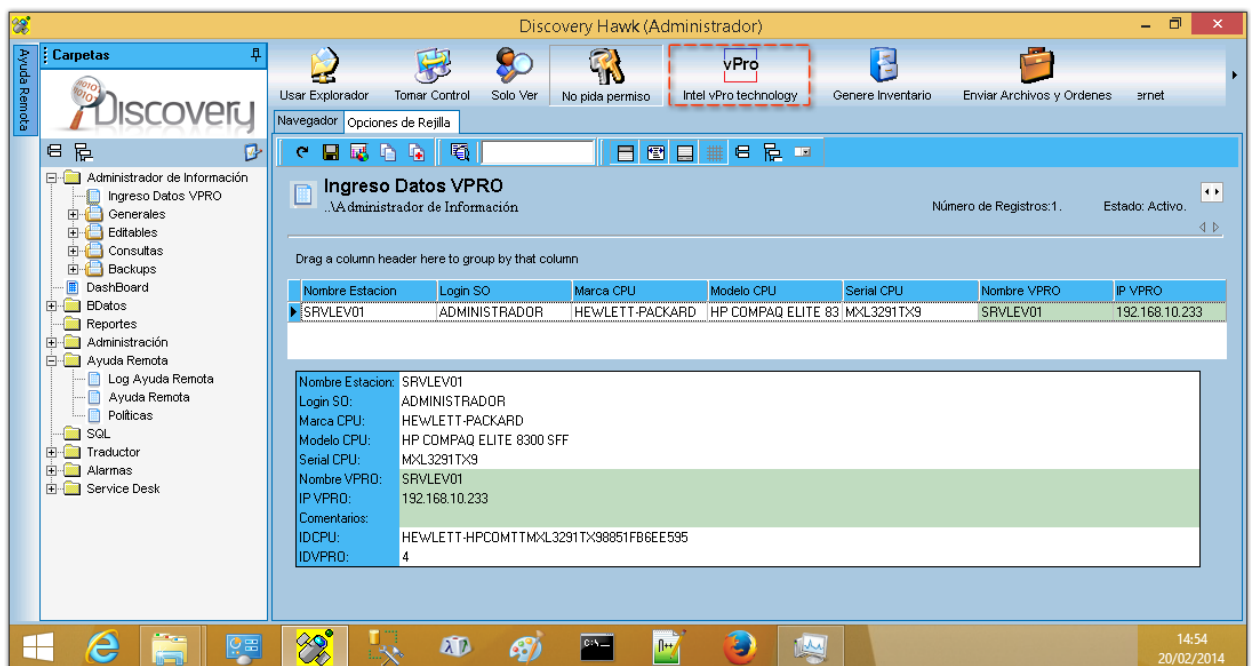 Discovery Hawk (Administrador)
Ayuda Remota
Carpetas
Discovery
Usar Explorador
Tomar Control
Solo Ver
No pida permiso
vPro
Intel vPro technology
Genere Inventario
Enviar Archivos y Ordenes
ernet
Navegador
Opciones de Rejilla
Administrador de Información
Ingreso Datos VPRO
Generales
Editables
Consultas
Backups
DashBoard
BDatos
Reportes
Administración
Ayuda Remota
Log Ayuda Remota
Ayuda Remota
Políticas
SQL
Traductor
Alarmas
Service Desk
Ingreso Datos VPRO
..\Administrador de Información
Número de Registros:1.
Estado: Activo.
Drag a column header here to group by that column
Nombre Estacion Login SO Marca CPU Modelo CPU Serial CPU Nombre VPRO IP VPRO
SRVLEV01 ADMINISTRADOR HEWLETT-PACKARD HP COMPAQ ELITE 83 MXL3291TX9 SRVLEV01 192.168.10.233
Nombre Estacion: SRVLEV01
Login SO: ADMINISTRADOR
Marca CPU: HEWLETT-PACKARD
Modelo CPU: HP COMPAQ ELITE 8300 SFF
Serial CPU: MXL3291TX9
Nombre VPRO: SRVLEV01
IP VPRO: 192.168.10.233
Comentarios:
IDCPU: HEWLETT-HPCOMTTMXL3291TX98851FB6EE595
IDVPRO: 4
14:54
20/02/2014